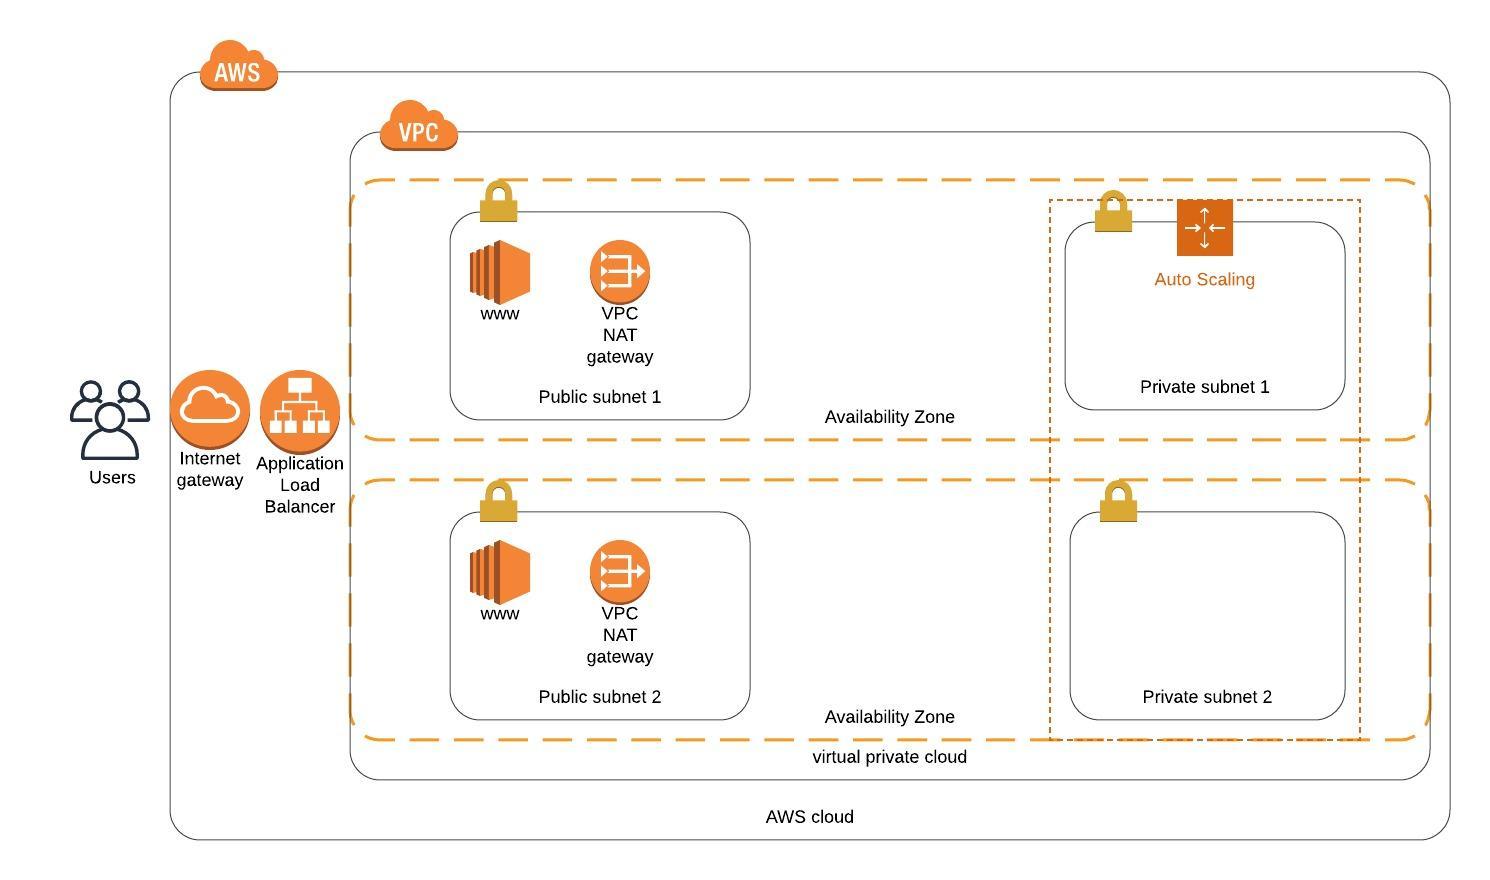 AWS
VPC
www
VPC
NAT
gateway
Public subnet 1
Auto Scaling
Private subnet 1
Availability Zone
Users
Internet
gateway
Application
Load
Balancer
www
VPC
NAT
gateway
Public subnet 2
Private subnet 2
Availability Zone
virtual private cloud
AWS cloud